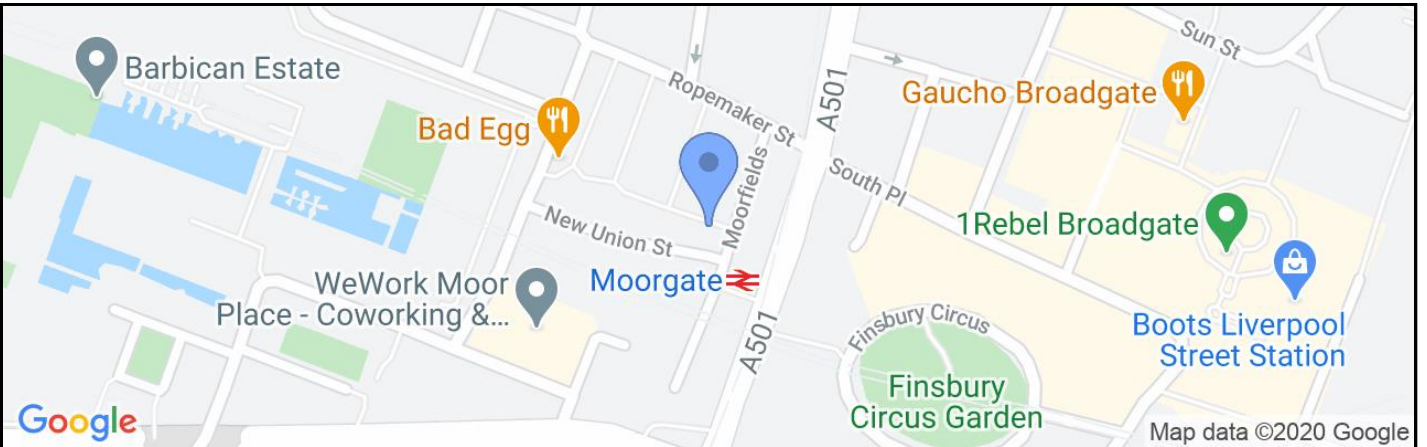 Sun St
Barbican Estate
A501
Gaucho Broadgate
Ropemaker St
Bad Egg
South Pl
Moorfields
1Rebel Broadgate
New Union St
Moorgate
WeWork Moor
Place - Coworking &...
Finsbury Circus
A501
Boots Liverpool
Street Station
Finsbury
Circus Garden
Google
Map data ©2020 Google